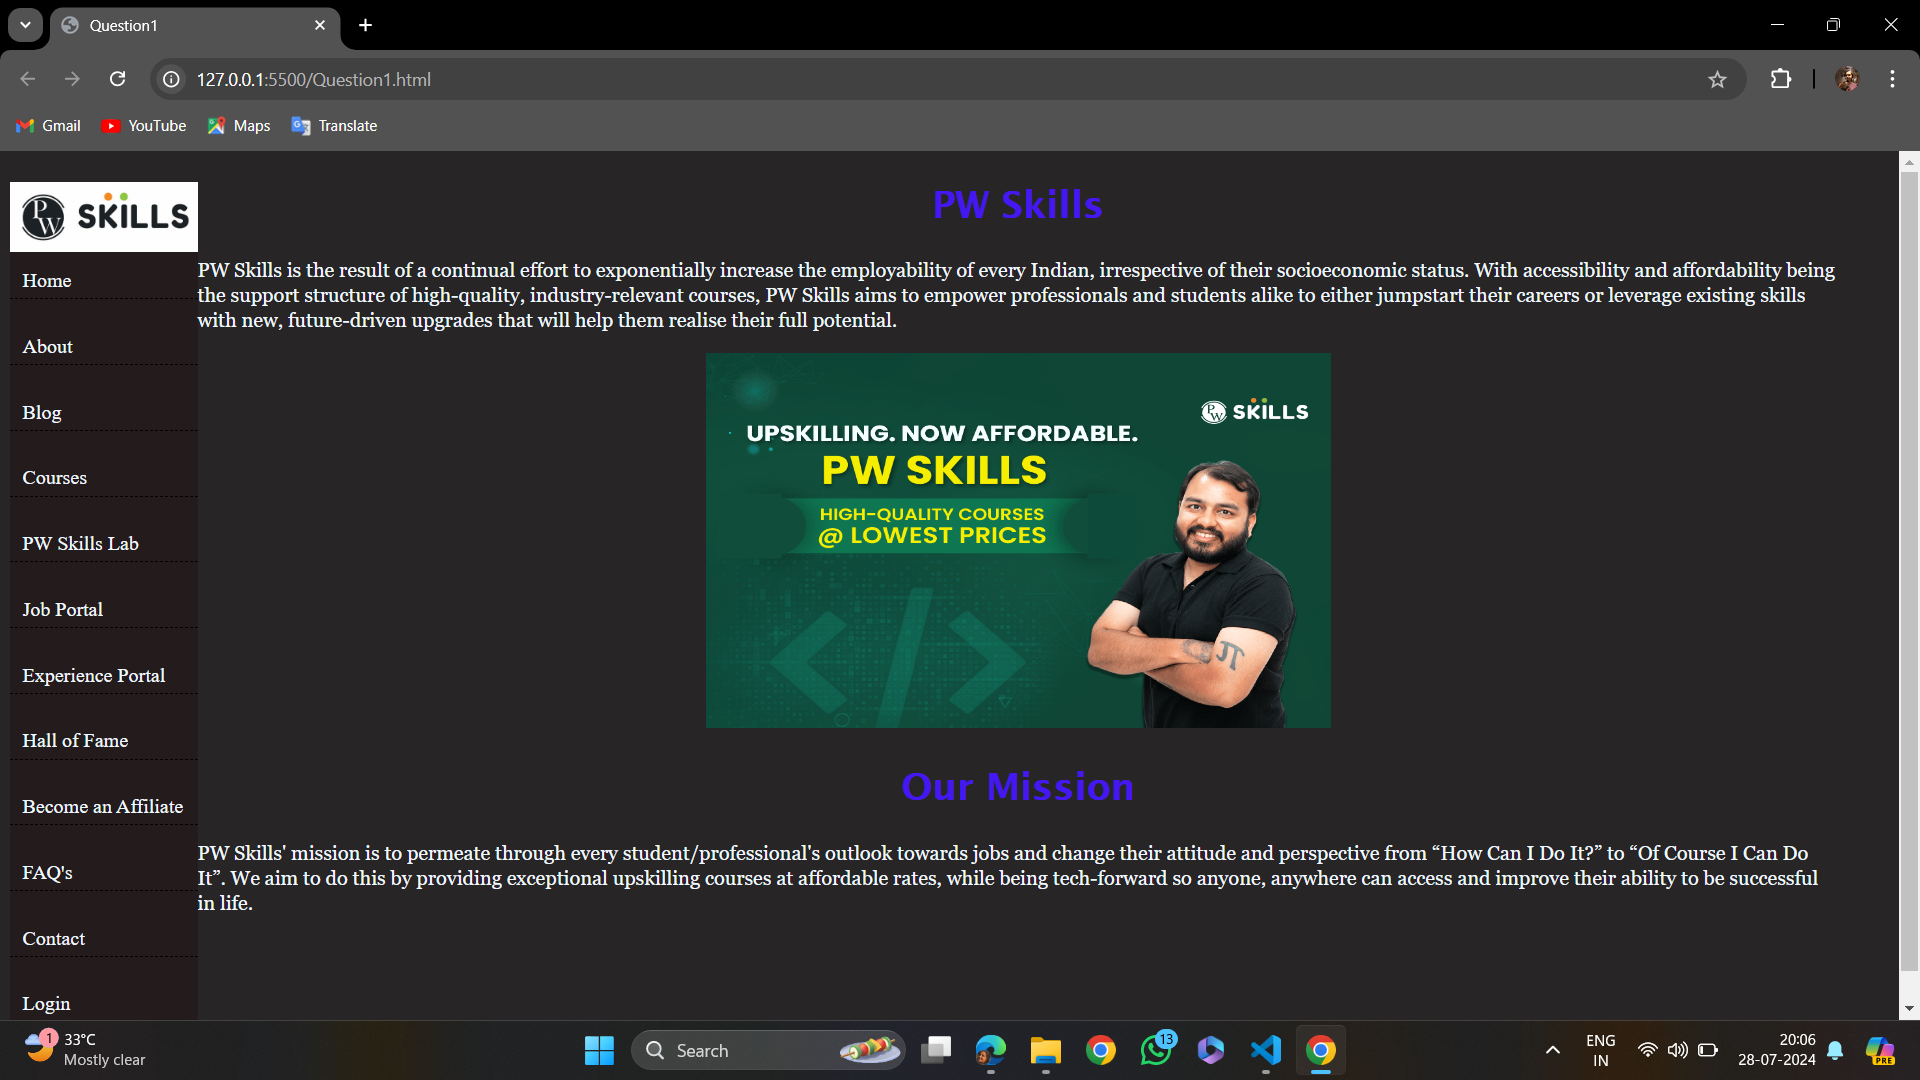 Question1
127.0.0.1:5500/Question1.html
Gmail YouTube Maps Translate
PW SKILLS
Home
About
Blog
Courses
PW Skills Lab
Job Portal
Experience Portal
Hall of Fame
Become an Affiliate
FAQ's
Contact
Login
PW Skills
PW Skills is the result of a continual effort to exponentially increase the employability of every Indian, irrespective of their socioeconomic status. With accessibility and affordability being
the support structure of high-quality, industry-relevant courses, PW Skills aims to empower professionals and students alike to either jumpstart their careers or leverage existing skills
with new, future-driven upgrades that will help them realise their full potential.
PW SKILLS
UPSKILLING. NOW AFFORDABLE.
PW SKILLS
HIGH-QUALITY COURSES
@ LOWEST PRICES
</>
π
Our Mission
PW Skills' mission is to permeate through every student/professional's outlook towards jobs and change their attitude and perspective from “How Can I Do It?” to “Of Course I Can Do
It”. We aim to do this by providing exceptional upskilling courses at affordable rates, while being tech-forward so anyone, anywhere can access and improve their ability to be successful
in life.
1
33°C
Mostly clear
Search
13
ENG
IN
20:06
28-07-2024
PRE